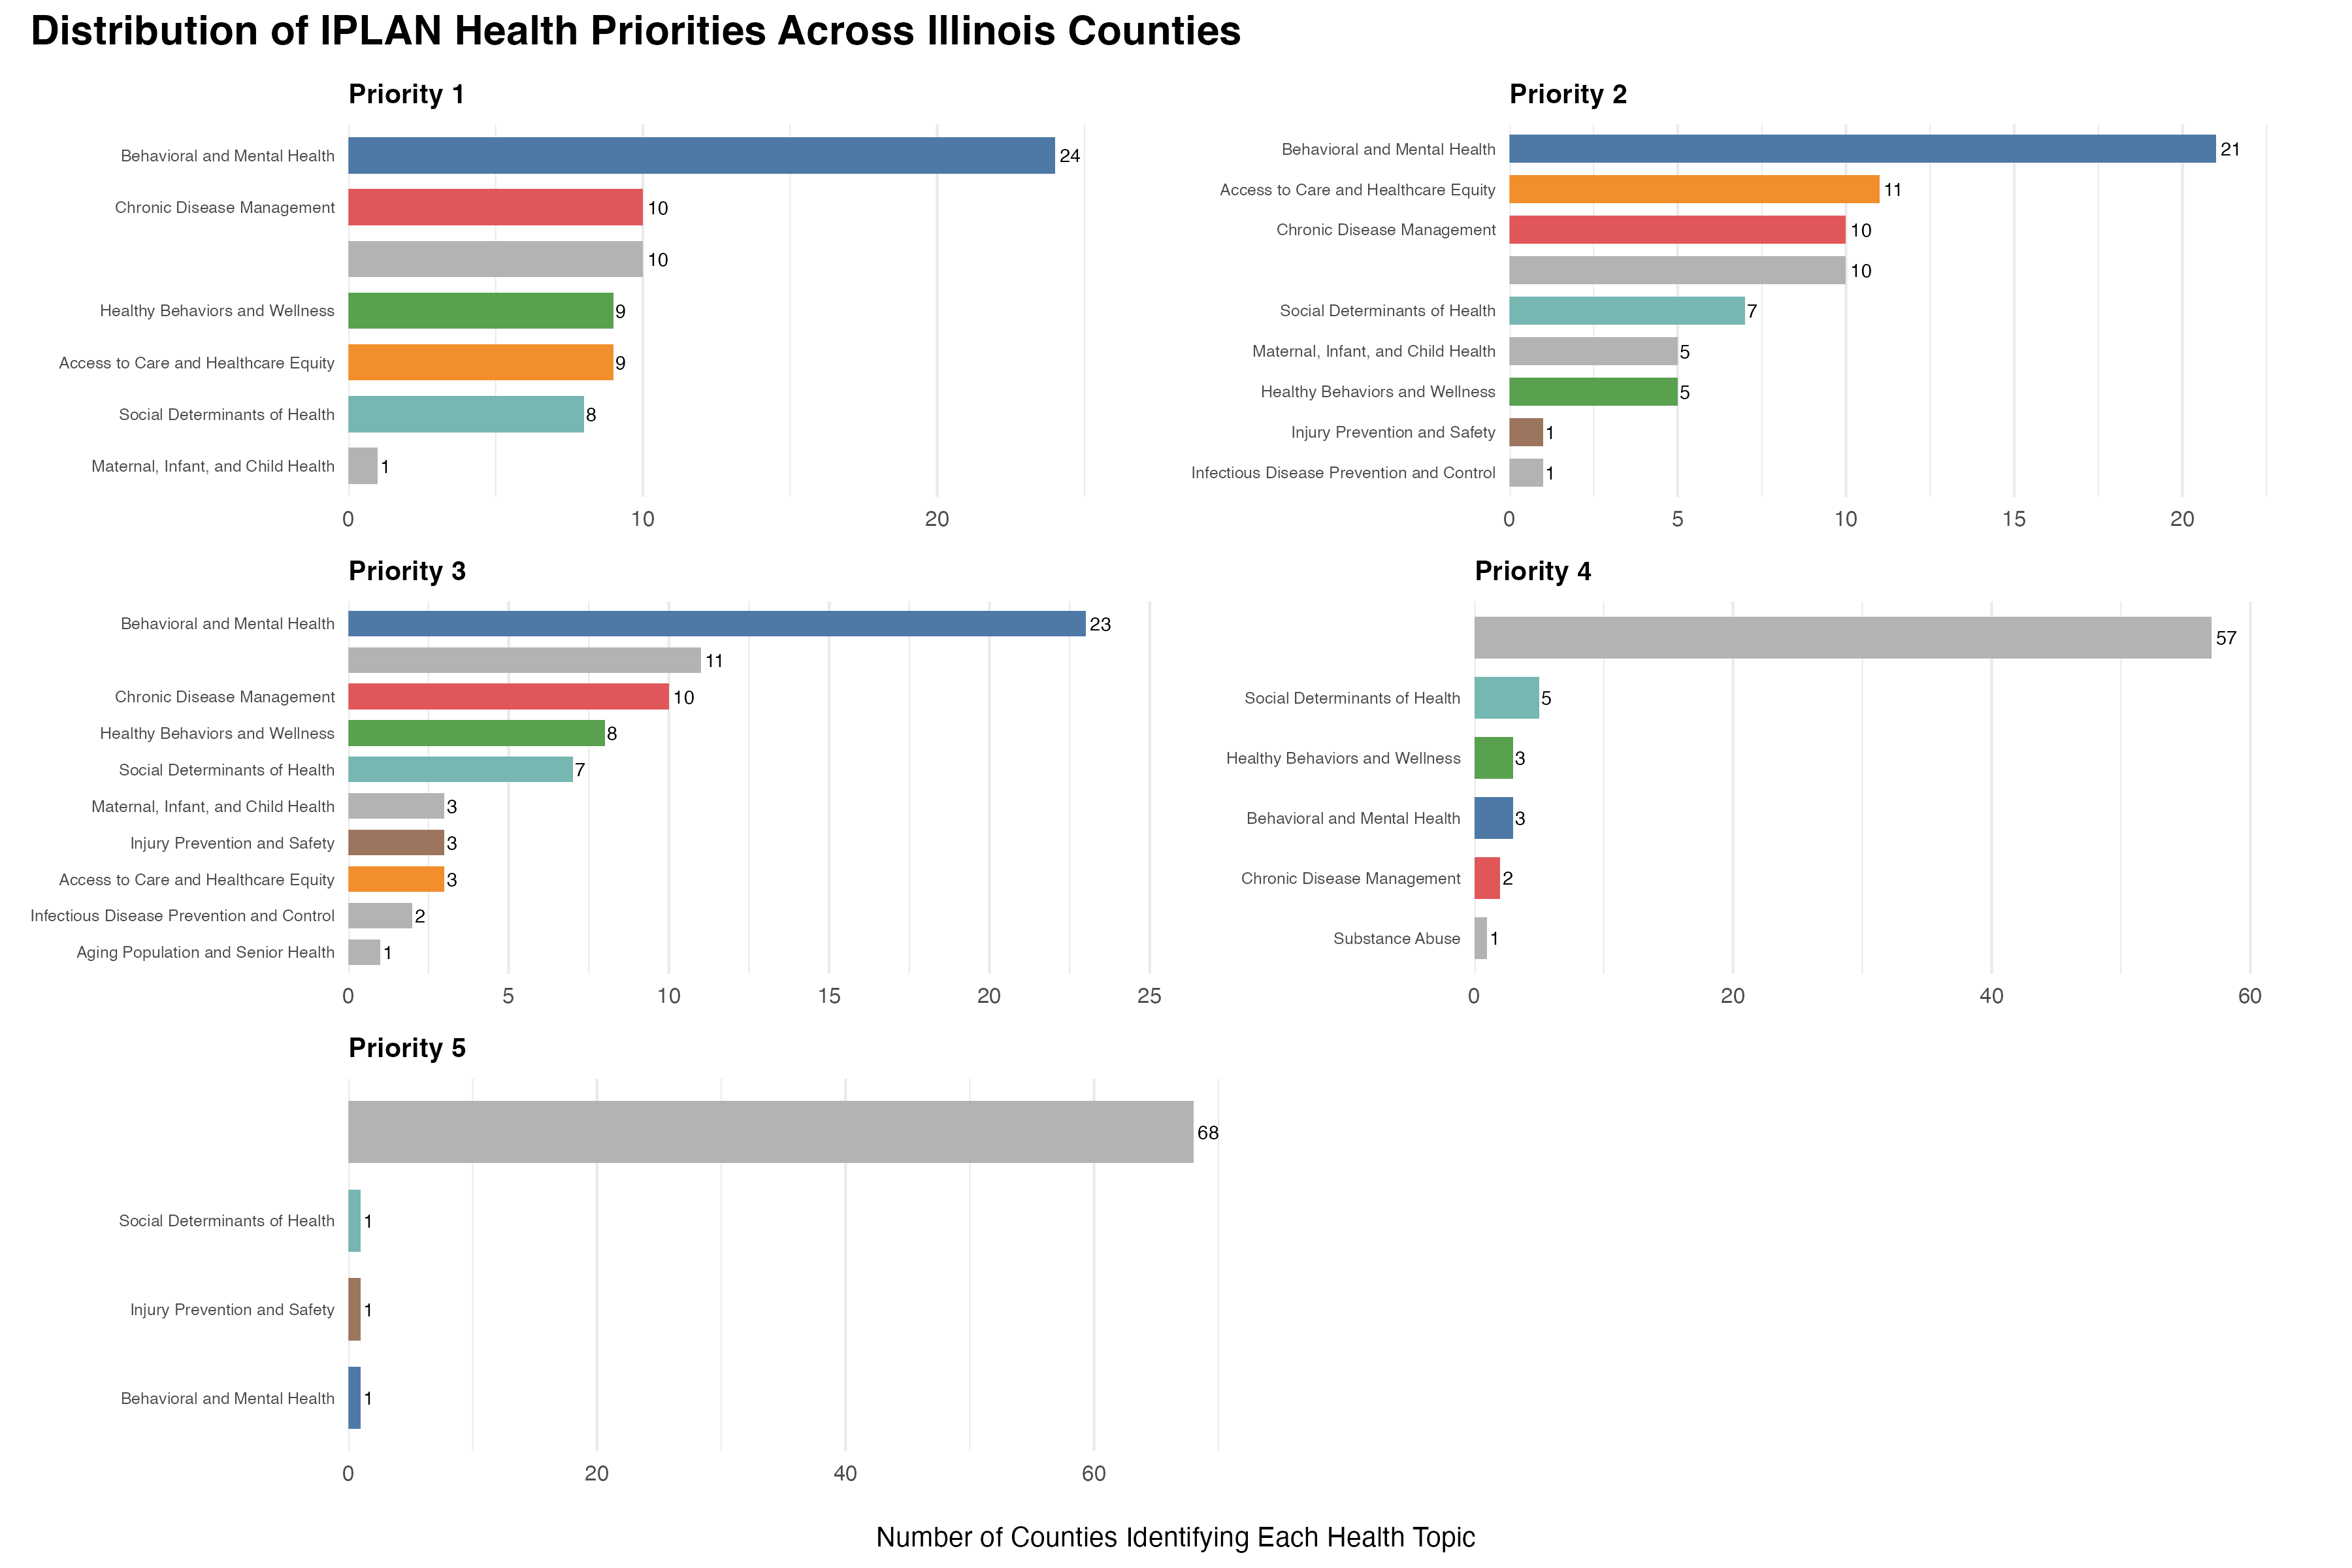 Distribution of IPLAN Health Priorities Across Illinois Counties
Priority 1
Behavioral and Mental Health 24
Chronic Disease Management 10
10
Healthy Behaviors and Wellness 9
Access to Care and Healthcare Equity 9
Social Determinants of Health 8
Maternal, Infant, and Child Health 1
0 10 20
Priority 2
Behavioral and Mental Health 21
Access to Care and Healthcare Equity 11
Chronic Disease Management 10
10
Social Determinants of Health 7
Maternal, Infant, and Child Health 5
Healthy Behaviors and Wellness 5
Injury Prevention and Safety 1
Infectious Disease Prevention and Control 1
0 5 10 15 20
Priority 3
Behavioral and Mental Health 23
11
Chronic Disease Management 10
Healthy Behaviors and Wellness 8
Social Determinants of Health 7
Maternal, Infant, and Child Health 3
Injury Prevention and Safety 3
Access to Care and Healthcare Equity 3
Infectious Disease Prevention and Control 2
Aging Population and Senior Health 1
0 5 10 15 20 25
Priority 4
57
Social Determinants of Health 5
Healthy Behaviors and Wellness 3
Behavioral and Mental Health 3
Chronic Disease Management 2
Substance Abuse 1
0 20 40 60
Priority 5
68
Social Determinants of Health 1
Injury Prevention and Safety 1
Behavioral and Mental Health 1
0 20 40 60
Number of Counties Identifying Each Health Topic